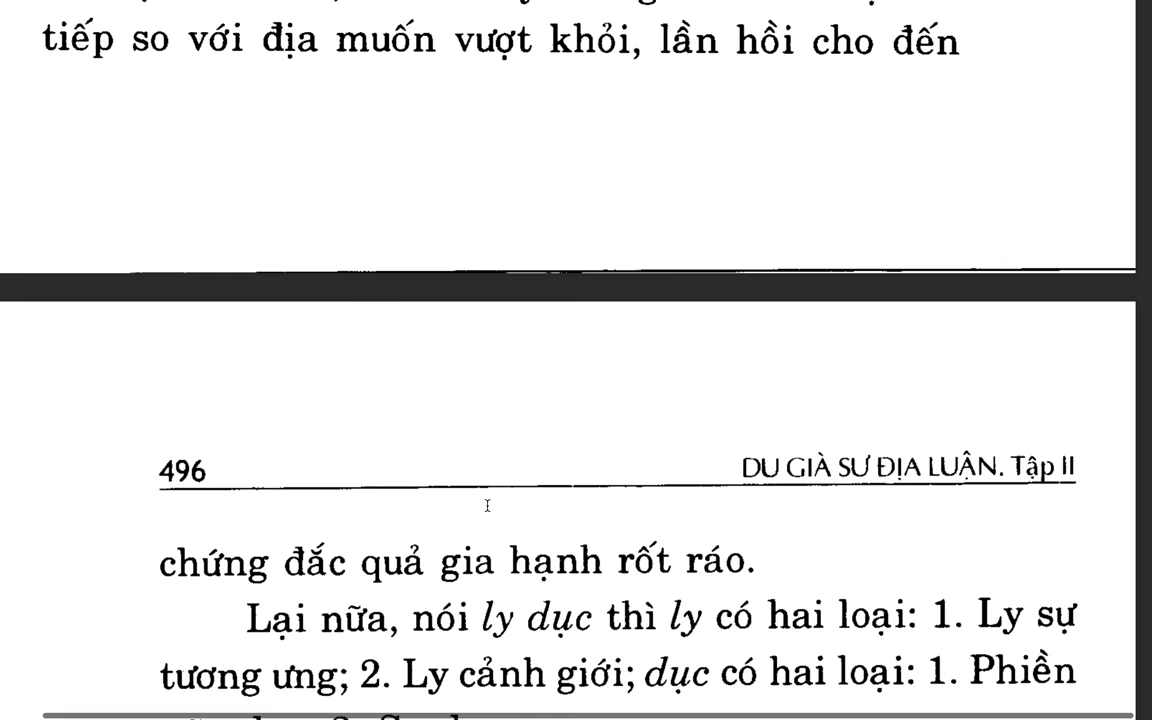 tiếp so với địa muốn vượt khỏi, lần hồi cho đến
496 DU GIÀ SƯ ĐỊA LUẬN. Tập II
chứng đắc quả gia hạnh rốt ráo.
Lại nữa, nói ly dục thì ly có hai loại: 1. Ly sự
tương ưng; 2. Ly cảnh giới; dục có hai loại: 1. Phiền